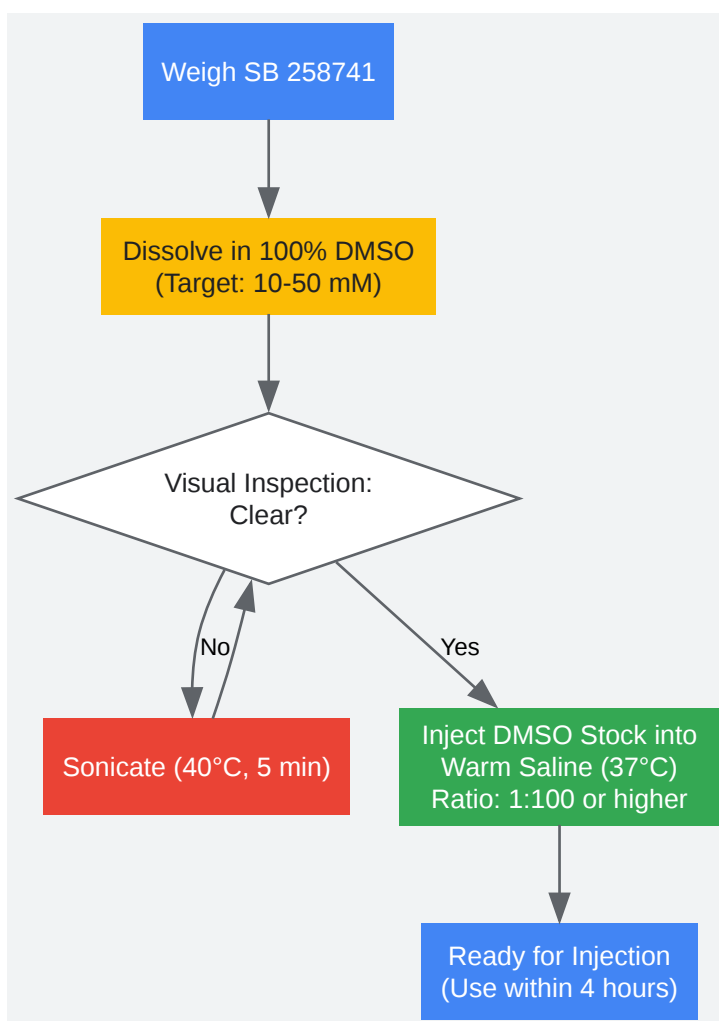 Weigh SB 258741
Dissolve in 100% DMSO
(Target: 10-50 mM)
Visual Inspection:
Clear?
No
Yes
Sonicate (40°C, 5 min)
Inject DMSO Stock into
Warm Saline (37°C)
Ratio: 1:100 or higher
Ready for Injection
(Use within 4 hours)